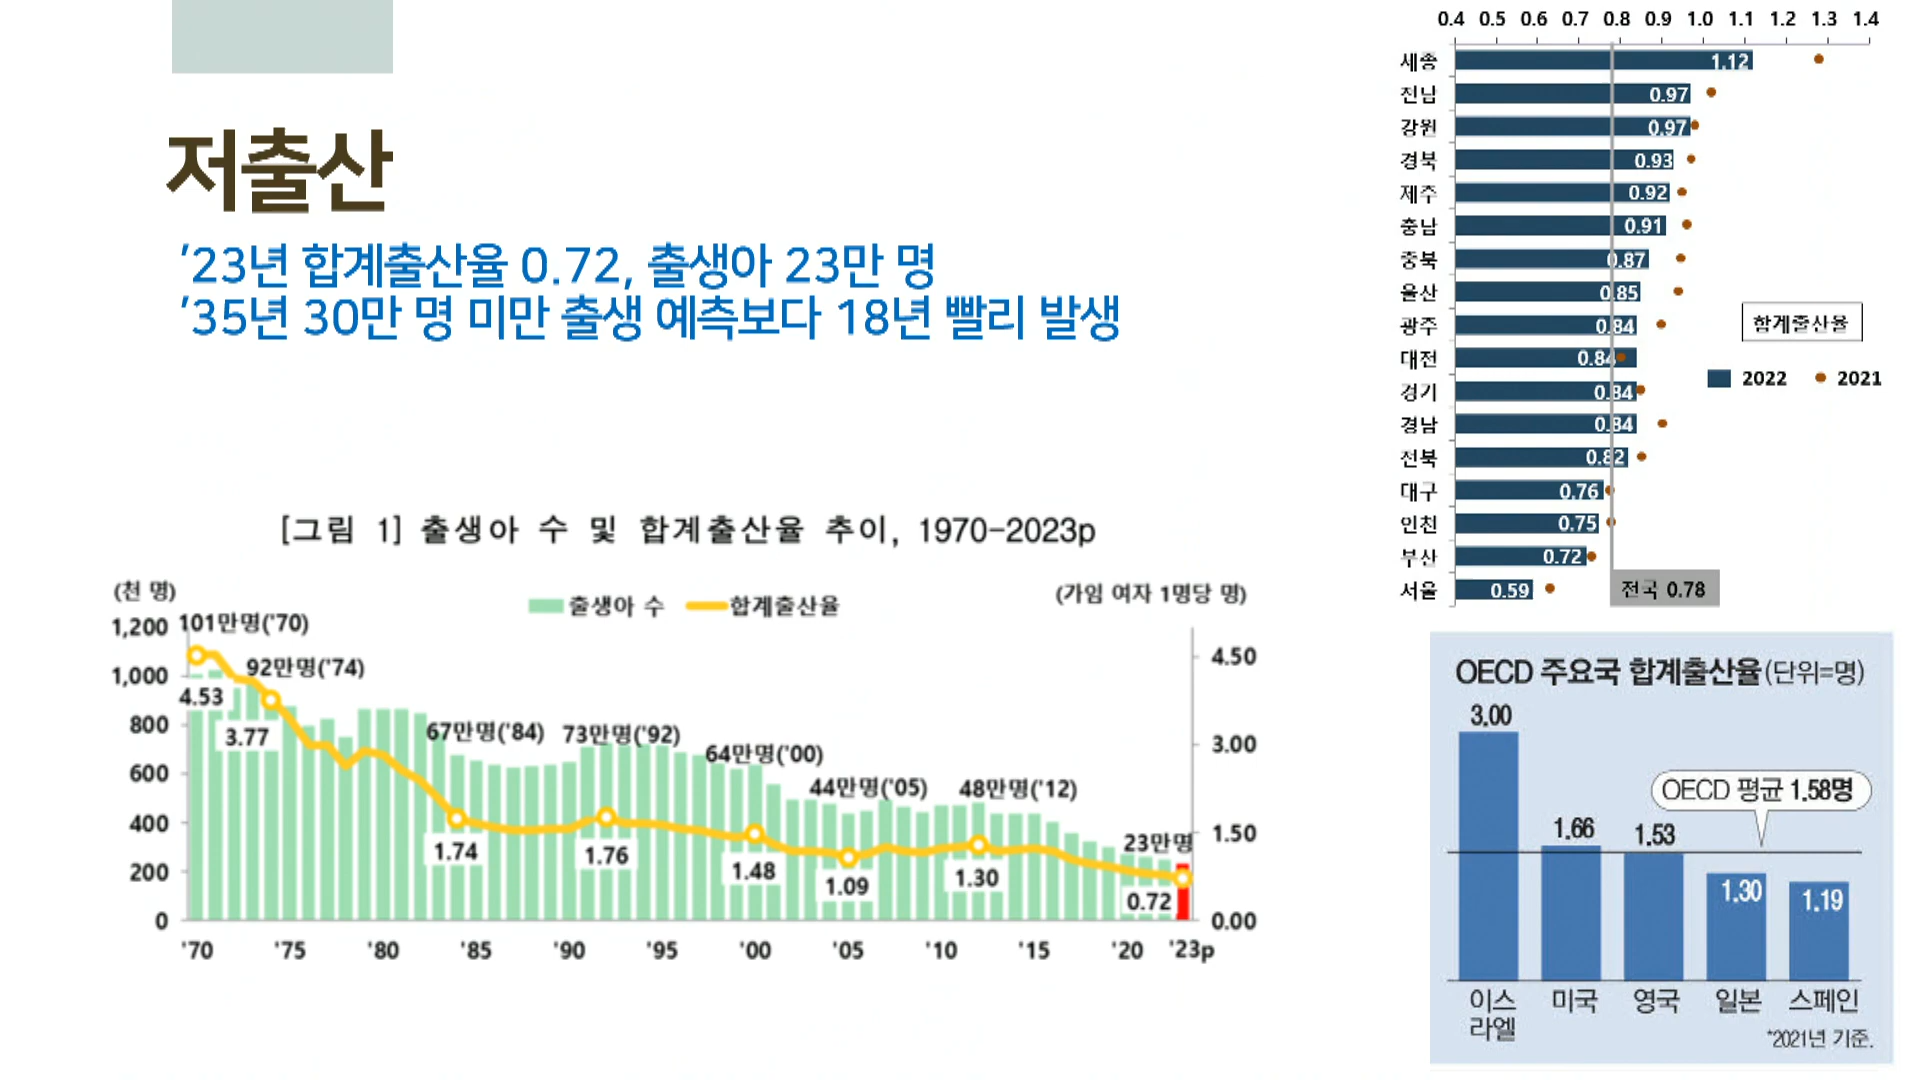 저출산
’23년 합계출산율 0.72, 출생아 23만 명
’35년 30만 명 미만 출생 예측보다 18년 빨리 발생
[그림 1] 출생아 수 및 합계출산율 추이, 1970-2023p
(천 명)
출생아 수
합계출산율
(가임 여자 1명당 명)
1,200
1,000
800
600
400
200
0
101만명('70)
92만명('74)
67만명('84)
73만명('92)
64만명('00)
44만명('05)
48만명('12)
23만명
4.53
3.77
1.74
1.76
1.48
1.09
1.30
0.72
4.50
3.00
1.50
0.00
'70 '75 '80 '85 '90 '95 '00 '05 '10 '15 '20 '23p
0.4 0.5 0.6 0.7 0.8 0.9 1.0 1.1 1.2 1.3 1.4
세종 1.12
전남 0.97
강원 0.97
경북 0.93
제주 0.92
충남 0.91
충북 0.87
울산 0.85
광주 0.84
대전 0.84
경기 0.84
경남 0.84
전북 0.82
대구 0.76
인천 0.75
부산 0.72
서울 0.59
합계출산율
2022 2021
전국 0.78
OECD 주요국 합계출산율(단위=명)
OECD 평균 1.58명
3.00
1.66
1.53
1.30
1.19
이스라엘
미국
영국
일본
스페인
*2021년 기준.